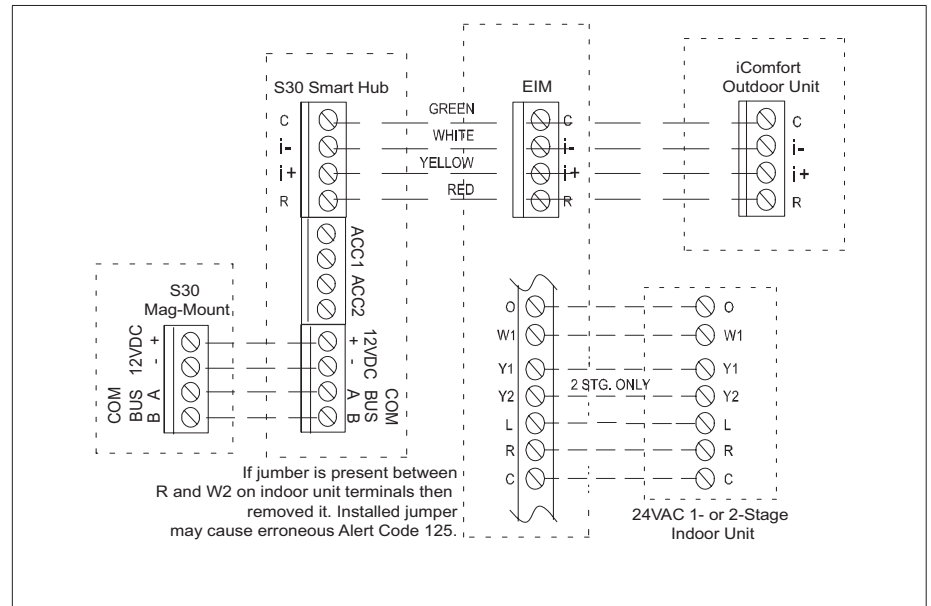 S30 Smart Hub
EIM
iComfort
Outdoor Unit
C
GREEN
C
C
i-
WHITE
i-
i-
i+
YELLOW
i+
i+
R
RED
R
R
ACC1 ACC2
S30
Mag-Mount
12VDC
+
-
COM
BUS
A
B
+
-
12VDC
A
B
BUS
COM
O
O
W1
W1
Y1
Y1
2 STG. ONLY
Y2
Y2
L
L
R
R
C
C
If jumber is present between
R and W2 on indoor unit terminals then
removed it. Installed jumper
may cause erroneous Alert Code 125.
24VAC 1- or 2-Stage
Indoor Unit